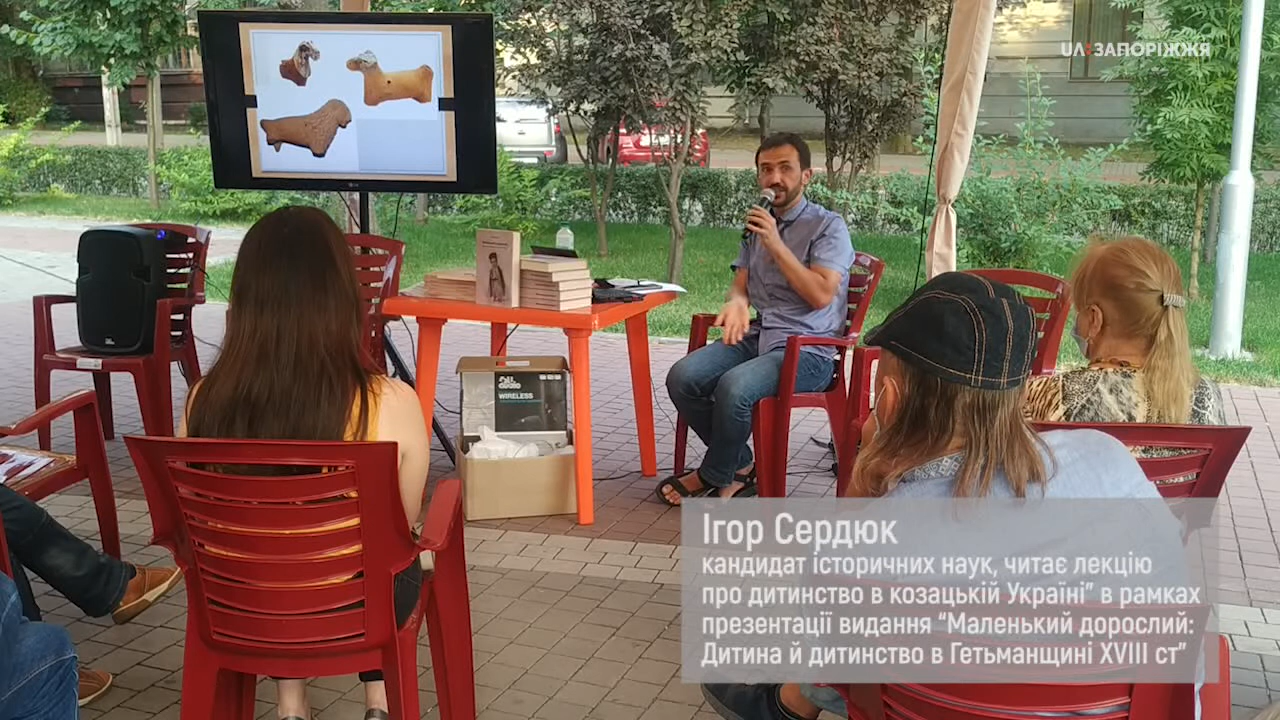 UA:ЗАПОРІЖЖЯ
LG
WIRELESS
Ігор Сердюк
кандидат історичних наук, читає лекцію
про дитинство в козацькій Україні” в рамках
презентації видання “Маленький дорослий:
Дитина й дитинство в Гетьманщині XVIII ст”